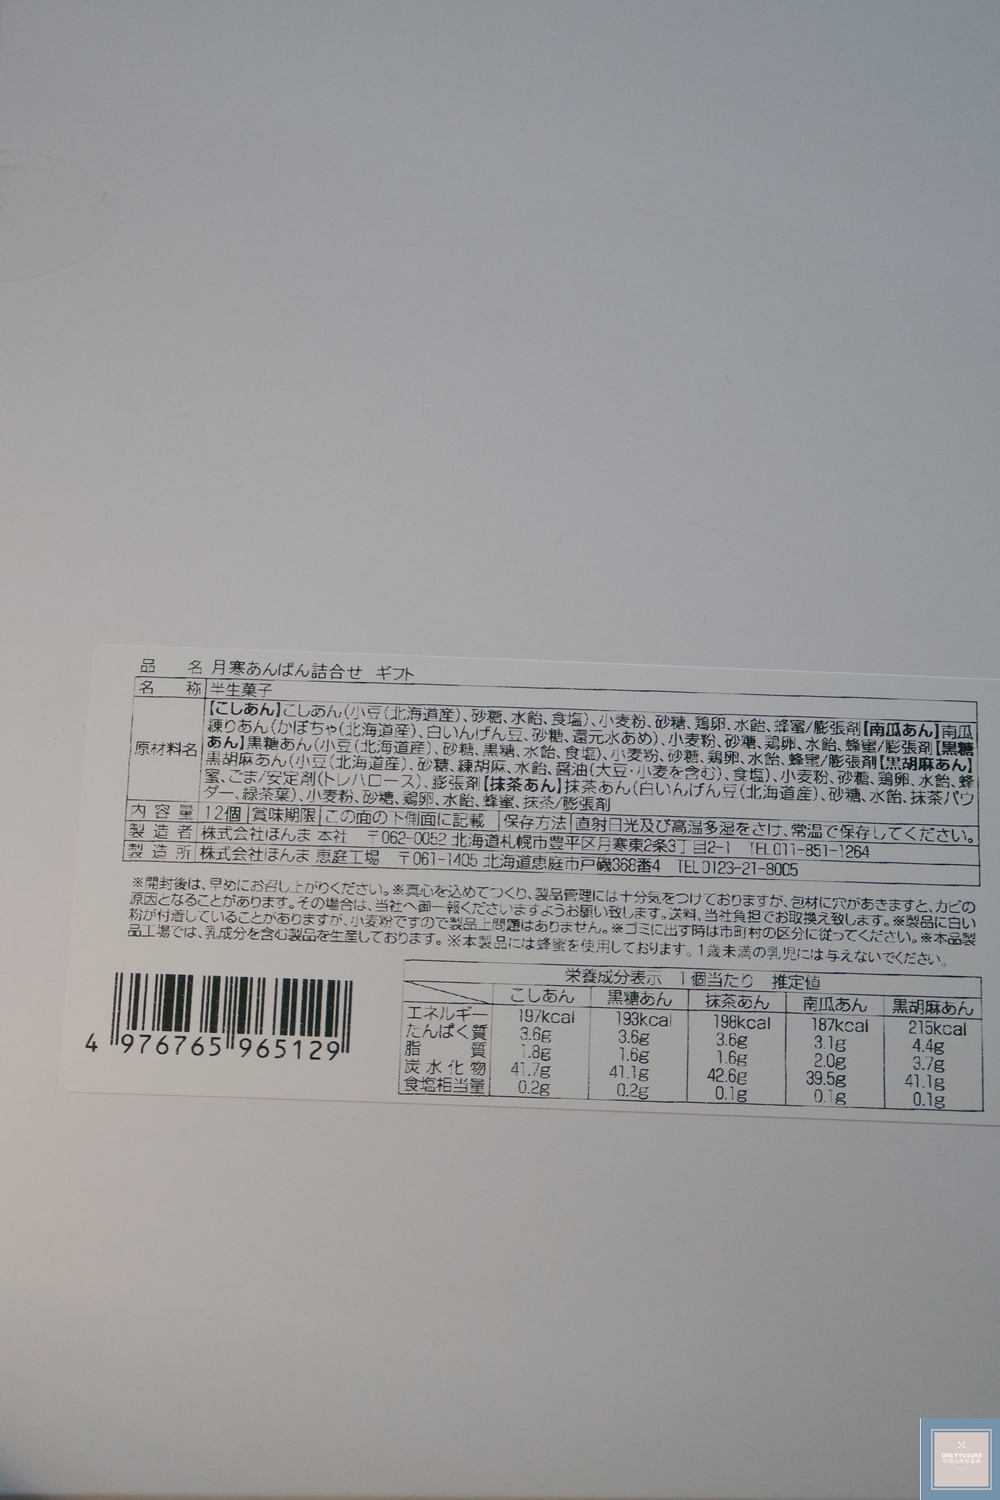 品　名 月寒あんぱん詰合せ ギフト
名　称 半生菓子
原材料名
【こしあん】こしあん(小豆(北海道産)、砂糖、水飴、食塩)、小麦粉、砂糖、鶏卵、水飴、蜂蜜/膨張剤【南瓜あん】南瓜
練りあん(かぼちゃ(北海道産)、白いんげん豆、砂糖、還元水あめ)、小麦粉、砂糖、鶏卵、水飴、蜂蜜/膨張剤【黒糖
あん】黒糖あん(小豆(北海道産)、砂糖、黒糖、水飴、食塩)、小麦粉、砂糖、鶏卵、水飴、蜂蜜/膨張剤【黒胡麻あん】
黒胡麻あん(小豆(北海道産)、砂糖、練胡麻、水飴、醤油(大豆・小麦を含む)、食塩)、小麦粉、砂糖、鶏卵、水飴、蜂
蜜、ごま/安定剤(トレハロース)、膨張剤【抹茶あん】抹茶あん(白いんげん豆(北海道産)、砂糖、水飴、抹茶パウ
ダー、緑茶葉)、小麦粉、砂糖、鶏卵、水飴、蜂蜜、抹茶/膨張剤
内容量 12個 賞味期限 この面の下側面に記載 保存方法 直射日光及び高温多湿をさけ、常温で保存してください。
製造者 株式会社ほんま 本社 〒062-0052 北海道札幌市豊平区月寒東2条3丁目2-1 TEL011-851-1264
製造所 株式会社ほんま 恵庭工場 〒061-1405 北海道恵庭市戸磯368番4 TEL0123-21-8005
※開封後は、早めにお召し上がりください。※真心を込めてつくり、製品管理には十分気をつけておりますが、包材に穴があきますと、カビの
原因となることがあります。その場合は、当社へ御一報くださいますようお願い致します。送料、当社負担でお取換え致します。※製品に白い
粉が付着していることがありますが、小麦粉ですので製品上問題はありません。※ゴミに出す時は市町村の区分に従ってください。※本品製
品工場では、乳成分を含む製品を生産しております。※本製品には蜂蜜を使用しております。1歳未満の乳児には与えないでください。
栄養成分表示 1個当たり 推定値
こしあん 黒糖あん 抹茶あん 南瓜あん 黒胡麻あん
エネルギー 197kcal 193kcal 198kcal 187kcal 215kcal
たんぱく質 3.6g 3.6g 3.6g 3.1g 4.4g
脂質 1.8g 1.6g 1.6g 2.0g 3.7g
炭水化物 41.7g 41.1g 42.6g 39.5g 41.1g
食塩相当量 0.2g 0.2g 0.1g 0.1g 0.1g
4 976765 965129
ONLYYUSUKE